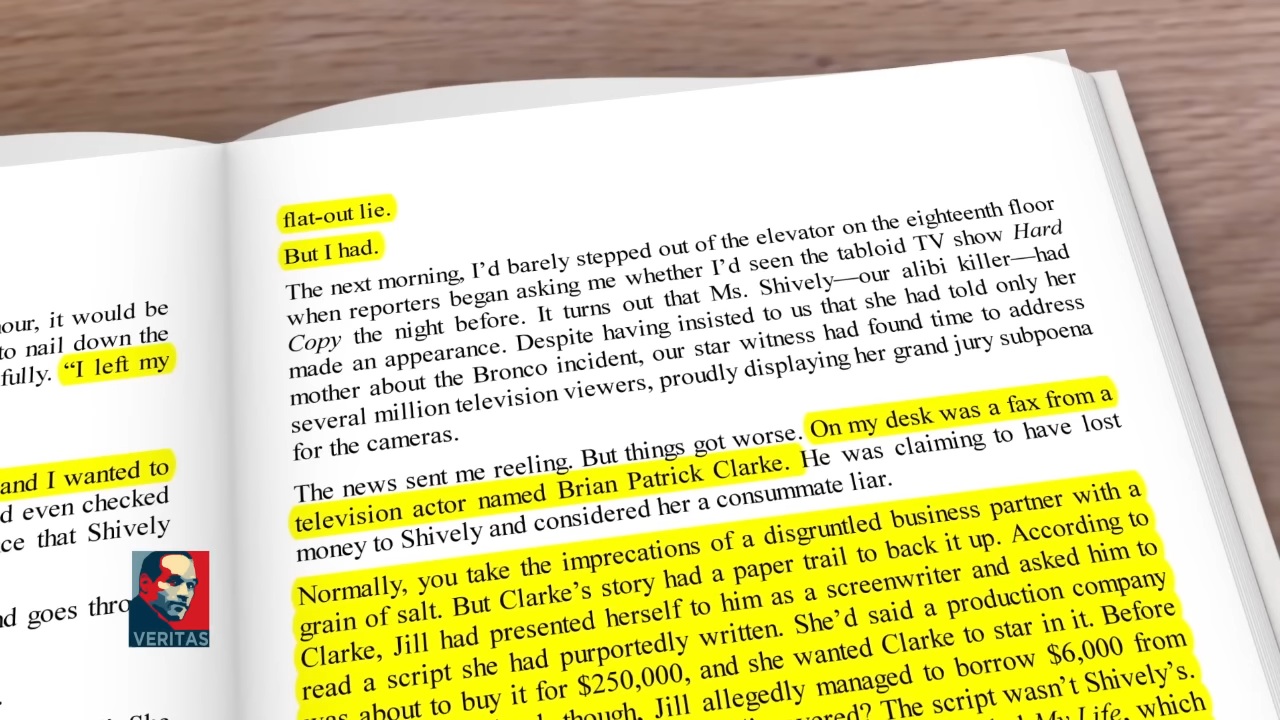 our, it would be
to nail down the
fully. “I left my
and I wanted to
d even checked
ce that Shively
nd goes thro
flat-out lie.
But I had.
The next morning, I’d barely stepped out of the elevator on the eighteenth floor
when reporters began asking me whether I’d seen the tabloid TV show Hard
Copy the night before. It turns out that Ms. Shively—our alibi killer—had
made an appearance. Despite having insisted to us that she had told only her
mother about the Bronco incident, our star witness had found time to address
several million television viewers, proudly displaying her grand jury subpoena
for the cameras.
The news sent me reeling. But things got worse. On my desk was a fax from a
television actor named Brian Patrick Clarke. He was claiming to have lost
money to Shively and considered her a consummate liar.
Normally, you take the imprecations of a disgruntled business partner with a
grain of salt. But Clarke’s story had a paper trail to back it up. According to
Clarke, Jill had presented herself to him as a screenwriter and asked him to
read a script she had purportedly written. She’d said a production company
was about to buy it for $250,000, and she wanted Clarke to star in it. Before
though, Jill allegedly managed to borrow $6,000 from
The script wasn’t Shively’s.
My Life, which
VERITAS